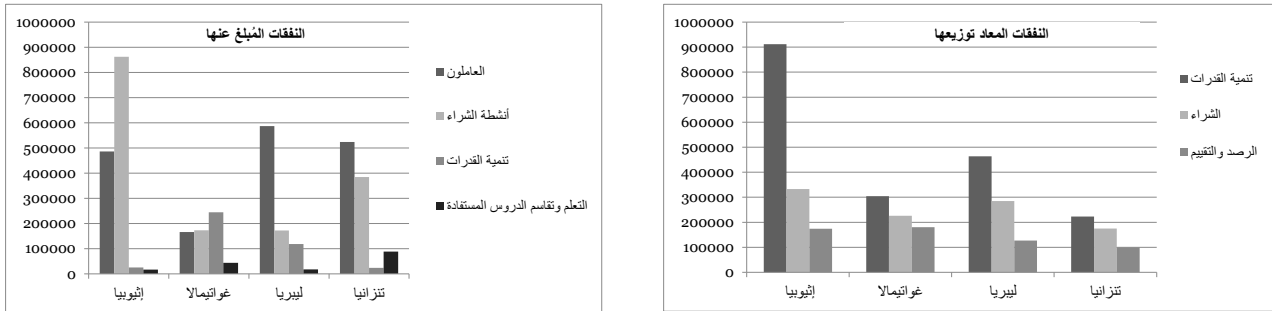 النفقات المُبلغ عنها
1000000
900000
800000
700000
600000
500000
400000
300000
200000
100000
0
إثيوبيا
غواتيمالا
ليبريا
تنزانيا
العاملون
أنشطة الشراء
تنمية القدرات
التعلم وتقاسم الدروس المستفادة
النفقات المعاد توزيعها
1000000
900000
800000
700000
600000
500000
400000
300000
200000
100000
0
إثيوبيا
غواتيمالا
ليبريا
تنزانيا
تنمية القدرات
الشراء
الرصد والتقييم